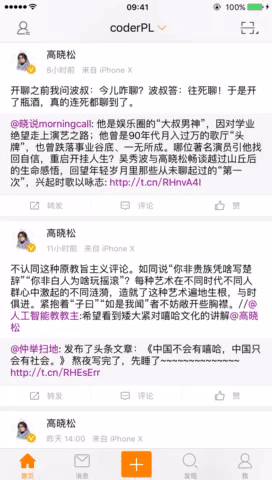 09:41
coderPL
高晓松
8小时前 来自 iPhone X
开聊之前我问波叔：今儿咋聊？波叔答：往死聊！于是开了瓶酒，真的连死都聊到了。
@晓说morningcall: 他是娱乐圈的“大叔男神”，因对学业绝望走上演艺之路；他曾是90年代月入过万的歌厅“头牌”，也曾跌落事业谷底、一无所成。哪位著名演员引他找回自信，重启开挂人生？吴秀波与高晓松畅谈越过山丘后的生命感悟，回望年轻岁月里那些从未聊起过的“第一次”，兴起时歌以咏志: http://t.cn/RHnvA4I
转发
评论
赞
高晓松
11小时前 来自 iPhone X
不认同这种原教旨主义评论。如同说“你非贵族凭啥写楚辞”“你非白人为啥玩摇滚”？每种艺术在不同时代不同人群心中激起的不同涟漪，造就了这种艺术遍地生根，与时俱进。紧抱着“子曰”“如是我闻”者不妨敞开些胸襟。//@人工智能教教主:希望看到矮大紧对嘻哈文化的讲解@高晓松
@仲举扫地: 发布了头条文章：《中国不会有嘻哈，中国只会有社会。》 熬夜写完了，先睡了~~~~~~~~~~~~~~
http://t.cn/RHEsErr
转发
评论
赞
高晓松
昨天 14:00 来自 iPhone X
首页
消息
发现
我